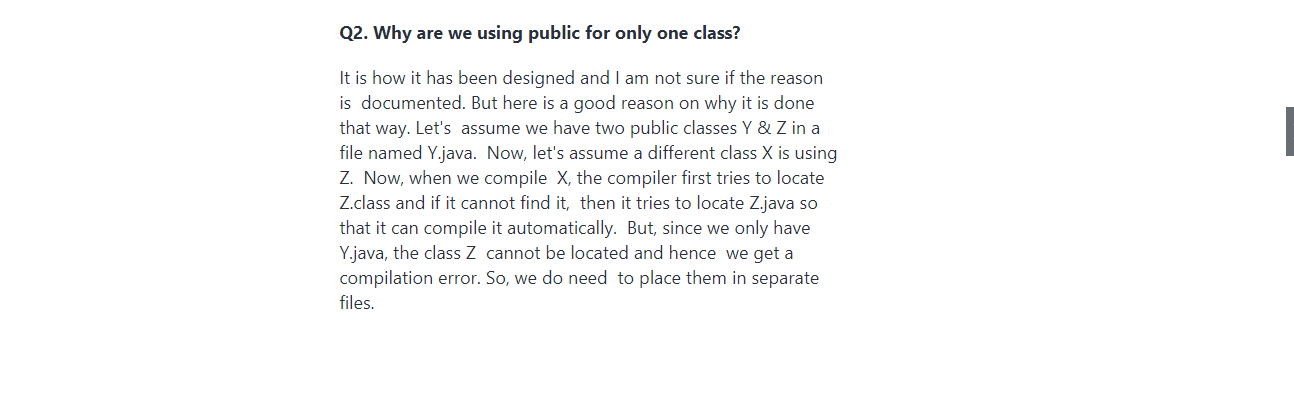 Q2. Why are we using public for only one class?
It is how it has been designed and I am not sure if the reason
is  documented. But here is a good reason on why it is done
that way. Let's  assume we have two public classes Y & Z in a
file named Y.java.  Now, let's assume a different class X is using
Z.  Now, when we compile  X, the compiler first tries to locate
Z.class and if it cannot find it,  then it tries to locate Z.java so
that it can compile it automatically.  But, since we only have
Y.java, the class Z  cannot be located and hence  we get a
compilation error. So, we do need  to place them in separate
files.